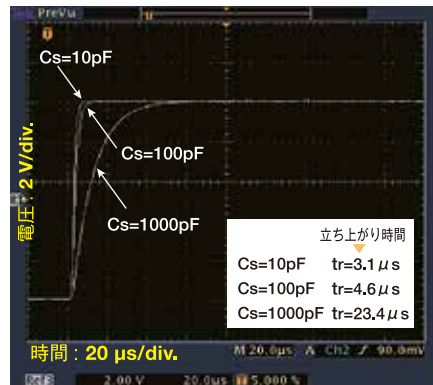 PreVu
Cs=10pF
Cs=100pF
Cs=1000pF
電圧 : 2 V/div.
立ち上がり時間
Cs=10pF tr=3.1μs
Cs=100pF tr=4.6μs
Cs=1000pF tr=23.4μs
時間 : 20 μs/div.
M 20.0μs A Ch2 90.0mV
2.00 V 20.0us 5.000 %